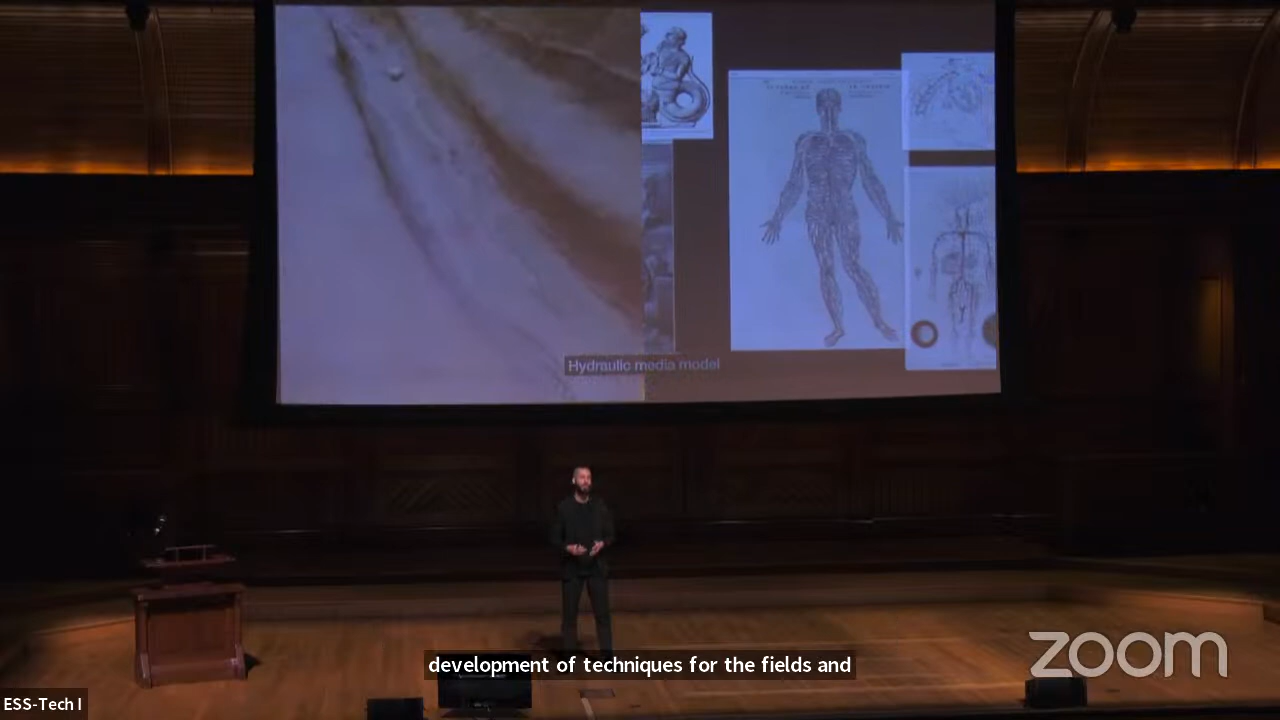 Hydraulic media model
development of techniques for the fields and
zoom
ESS-Tech I